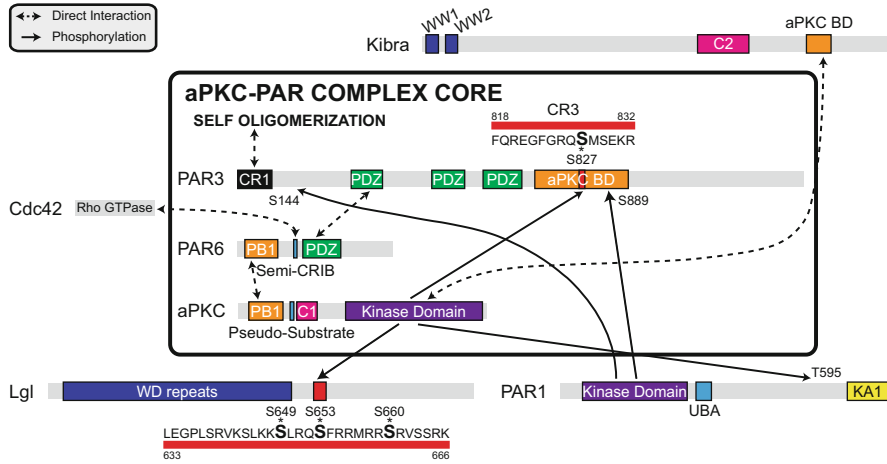 Direct Interaction
Phosphorylation
WW1
WW2
aPKC BD
Kibra
C2
aPKC-PAR COMPLEX CORE
SELF OLIGOMERIZATION
CR3
818
832
FQREGFGRQSMSEKR
*
S827
PAR3
CR1
PDZ
PDZ
PDZ
aPKC BD
S144
S889
Cdc42
Rho GTPase
PAR6
PB1
PDZ
Semi-CRIB
aPKC
PB1
C1
Kinase Domain
Pseudo-Substrate
T595
Lgl
WD repeats
PAR1
Kinase Domain
UBA
KA1
S649
S653
S660
* * *
LEGPLSRVKSLKKSLRQSFRRMRRSRVSSRK
633
666